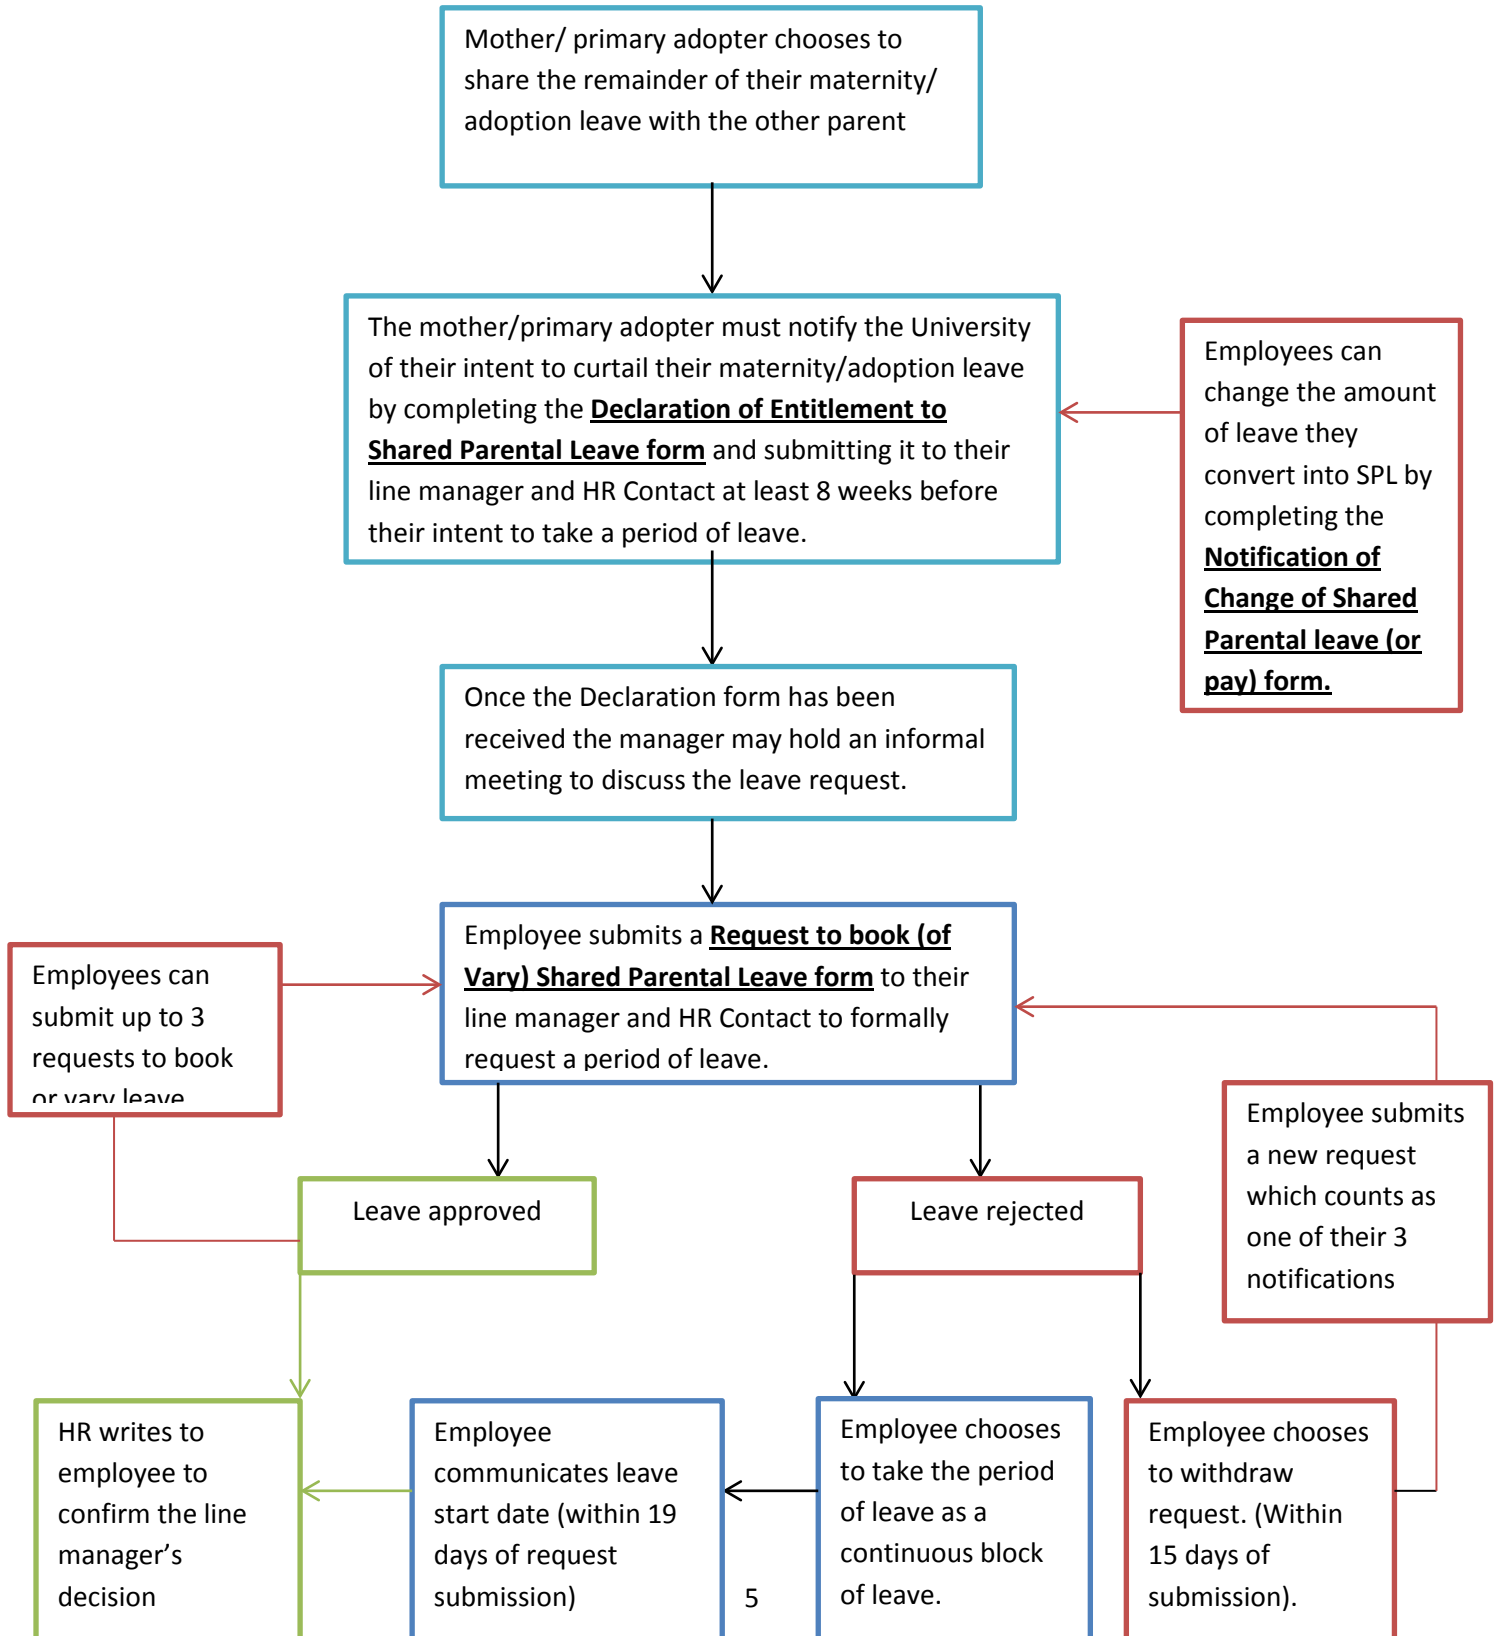 Mother/ primary adopter chooses to
share the remainder of their maternity/
adoption leave with the other parent
The mother/primary adopter must notify the University
of their intent to curtail their maternity/adoption leave
by completing the Declaration of Entitlement to
Shared Parental Leave form and submitting it to their
line manager and HR Contact at least 8 weeks before
their intent to take a period of leave.
Employees can
change the amount
of leave they
convert into SPL by
completing the
Notification of
Change of Shared
Parental leave (or
pay) form.
Once the Declaration form has been
received the manager may hold an informal
meeting to discuss the leave request.
Employee submits a Request to book (of
Vary) Shared Parental Leave form to their
line manager and HR Contact to formally
request a period of leave.
Employees can
submit up to 3
requests to book
or vary leave
Employee submits
a new request
which counts as
one of their 3
notifications
Leave approved
Leave rejected
HR writes to
employee to
confirm the line
manager’s
decision
Employee
communicates leave
start date (within 19
days of request
submission)
Employee chooses
to take the period
of leave as a
continuous block
of leave.
Employee chooses
to withdraw
request. (Within
15 days of
submission).
5